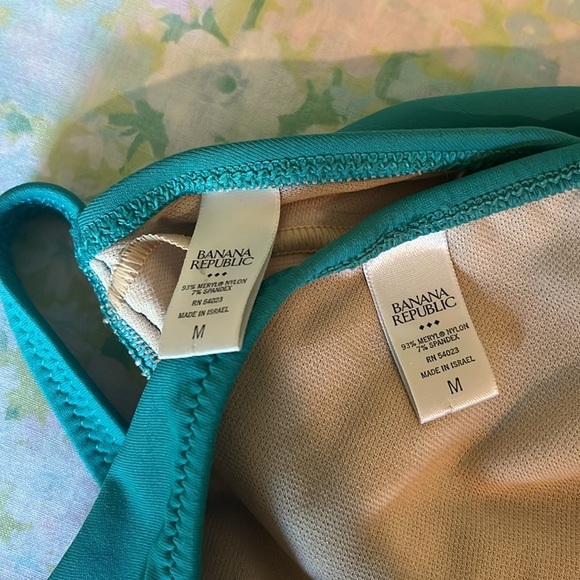 BANANA
REPUBLIC
93% MERYL® NYLON
7% SPANDEX
RN 54023
MADE IN ISRAEL
M
BANANA
REPUBLIC
93% MERYL® NYLON
7% SPANDEX
RN 54023
MADE IN ISRAEL
M